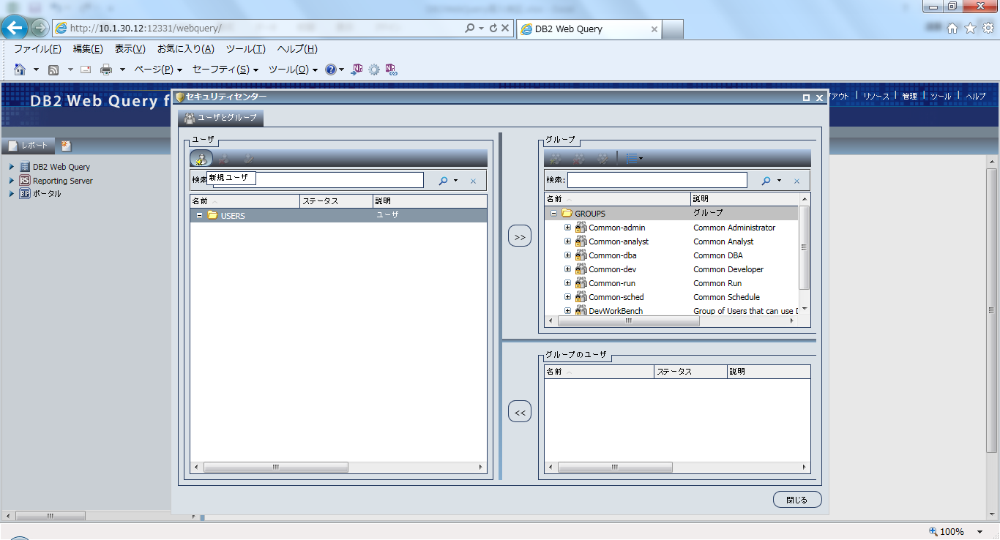 http://10.1.30.12:12331/webquery/
DB2 Web Query
ファイル(F) 編集(E) 表示(V) お気に入り(A) ツール(T) ヘルプ(H)
ページ(P) セーフティ(S) ツール(O)
DB2 Web Query f
セキュリティセンター
アウト リソース 管理 ツール ヘルプ
ユーザとグループ
レポート
DB2 Web Query
Reporting Server
ポータル
ユーザ
検索
新規ユーザ
名前 ステータス 説明
USERS ユーザ
>>
<<
グループ
検索:
名前 説明
GROUPS グループ
Common-admin Common Administrator
Common-analyst Common Analyst
Common-dba Common DBA
Common-dev Common Developer
Common-run Common Run
Common-sched Common Schedule
DevWorkBench Group of Users that can use D
グループのユーザ
名前 ステータス 説明
閉じる
100%